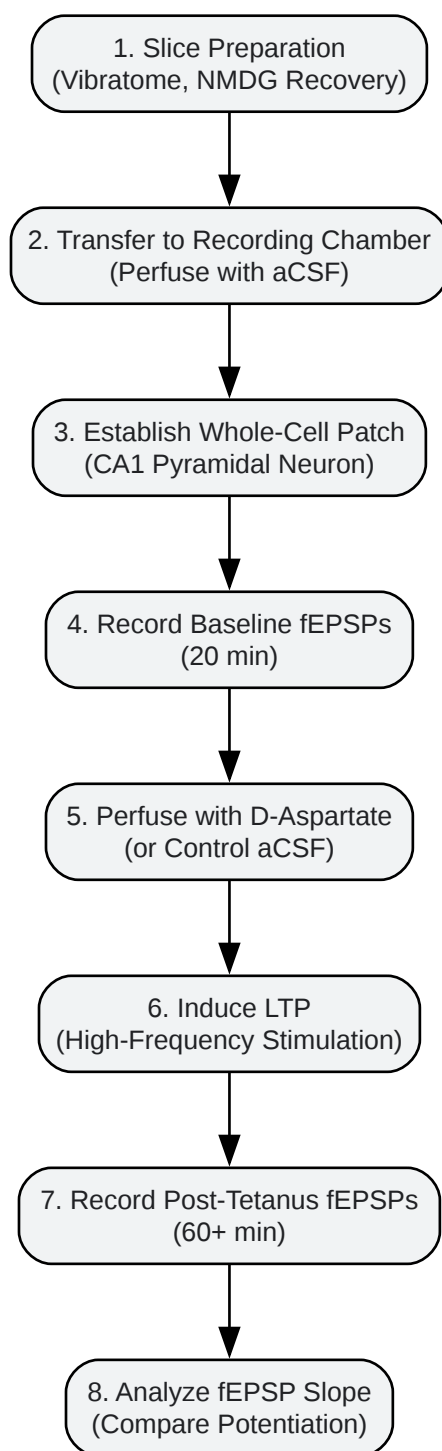 1. Slice Preparation
(Vibratome, NMDG Recovery)
2. Transfer to Recording Chamber
(Perfuse with aCSF)
3. Establish Whole-Cell Patch
(CA1 Pyramidal Neuron)
4. Record Baseline fEPSPs
(20 min)
5. Perfuse with D-Aspartate
(or Control aCSF)
6. Induce LTP
(High-Frequency Stimulation)
7. Record Post-Tetanus fEPSPs
(60+ min)
8. Analyze fEPSP Slope
(Compare Potentiation)